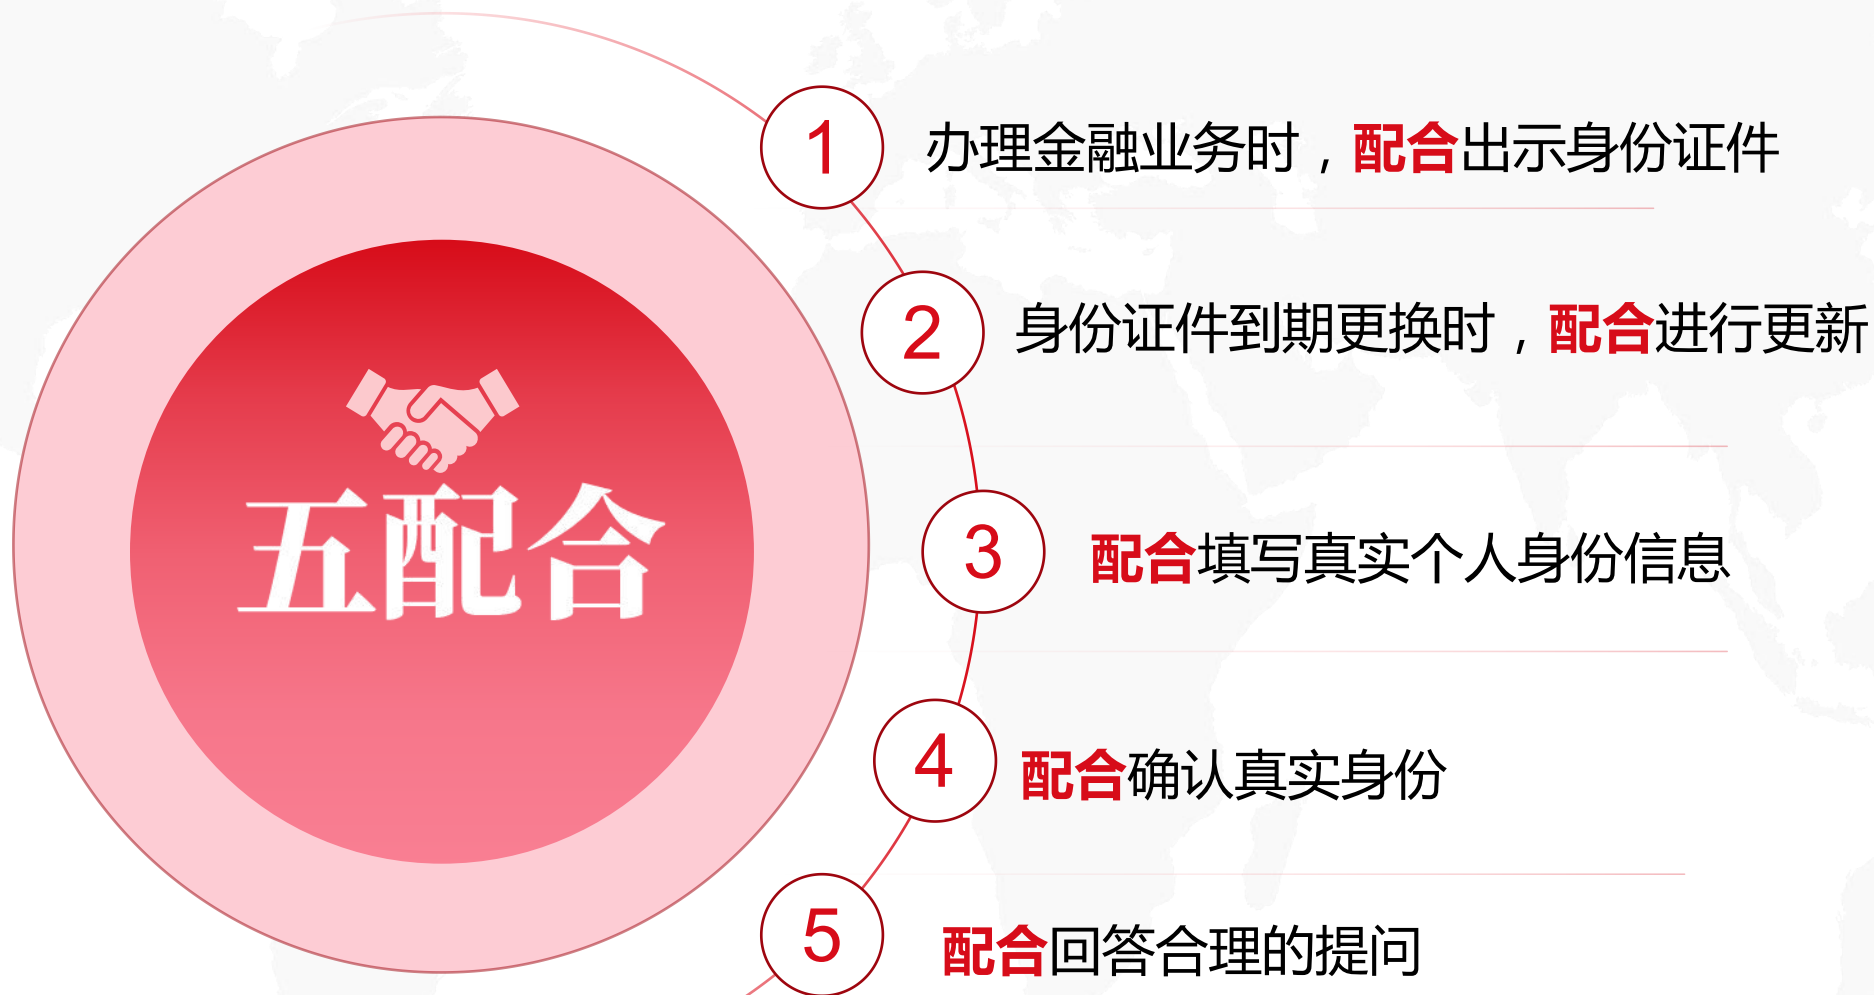 五配合
1
办理金融业务时，配合出示身份证件
2
身份证件到期更换时，配合进行更新
3
配合填写真实个人身份信息
4
配合确认真实身份
5
配合回答合理的提问